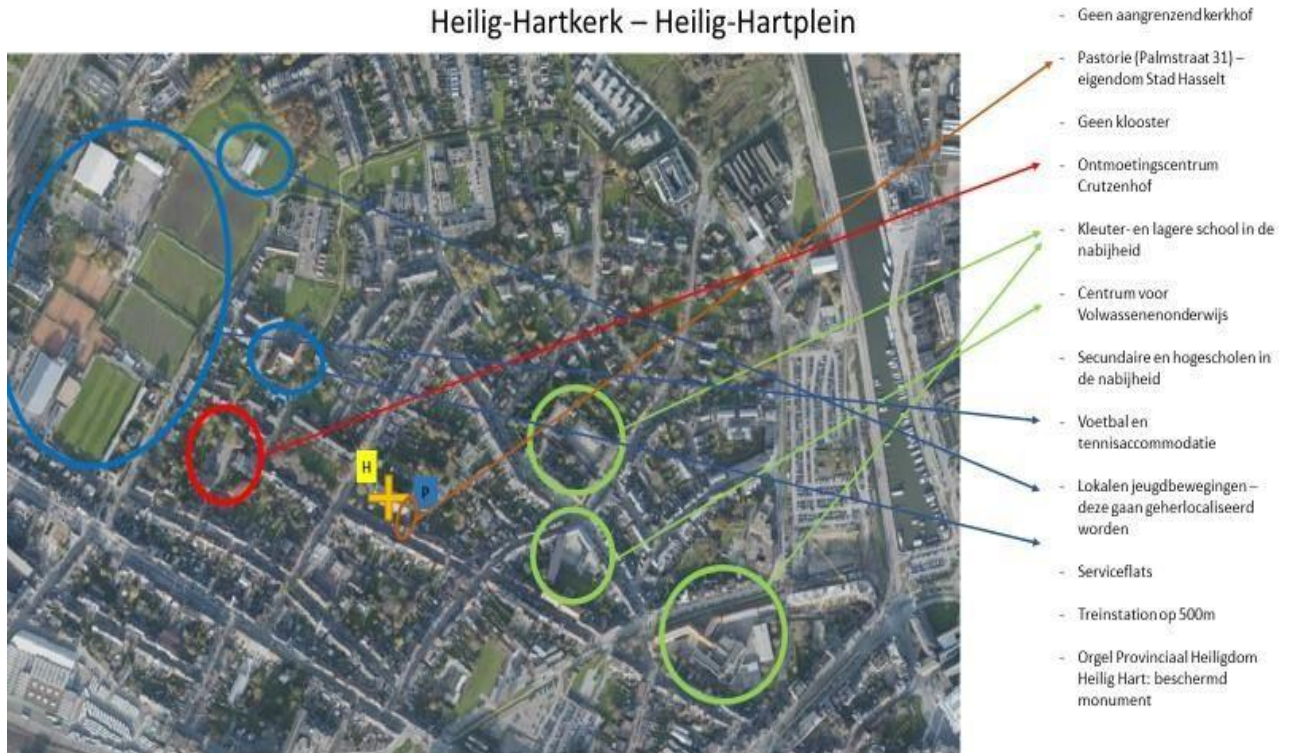 Heilig-Hartkerk – Heilig-Hartplein
- Geen aangrenzend kerkhof
- Pastorie (Palmstraat 31) –
eigendom Stad Hasselt
- Geen klooster
- Ontmoetingscentrum
Crutzenhof
- Kleuter- en lagere school in de
nabijheid
- Centrum voor
Volwassenenonderwijs
- Secundaire en hogescholen in
de nabijheid
- Voetbal en
tennisaccommodatie
- Lokalen jeugdbewegingen –
deze gaan geherlocaliseerd
worden
- Serviceflats
- Treinstation op 500m
- Orgel Provinciaal Heiligdom
Heilig Hart: beschermd
monument
H
P